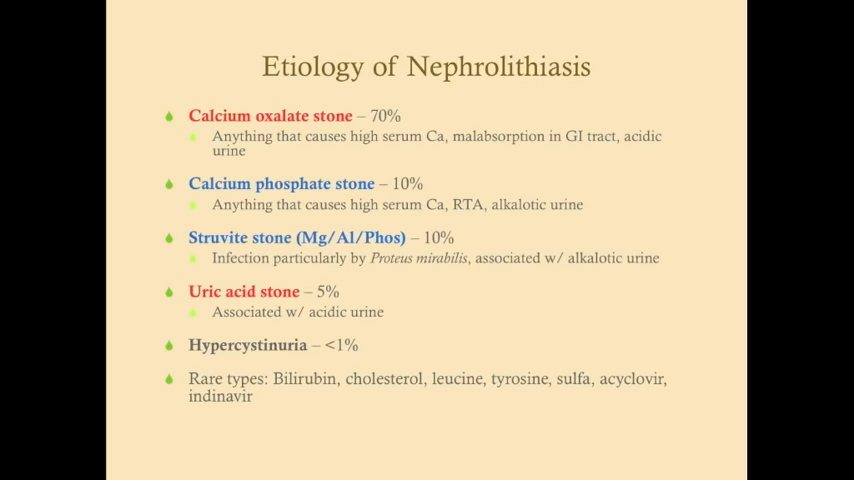 Etiology of Nephrolithiasis
Calcium oxalate stone – 70%
Anything that causes high serum Ca, malabsorption in GI tract, acidic
urine
Calcium phosphate stone – 10%
Anything that causes high serum Ca, RTA, alkalotic urine
Struvite stone (Mg/Al/Phos) – 10%
Infection particularly by Proteus mirabilis, associated w/ alkalotic urine
Uric acid stone – 5%
Associated w/ acidic urine
Hypercystinuria – <1%
Rare types: Bilirubin, cholesterol, leucine, tyrosine, sulfa, acyclovir,
indinavir